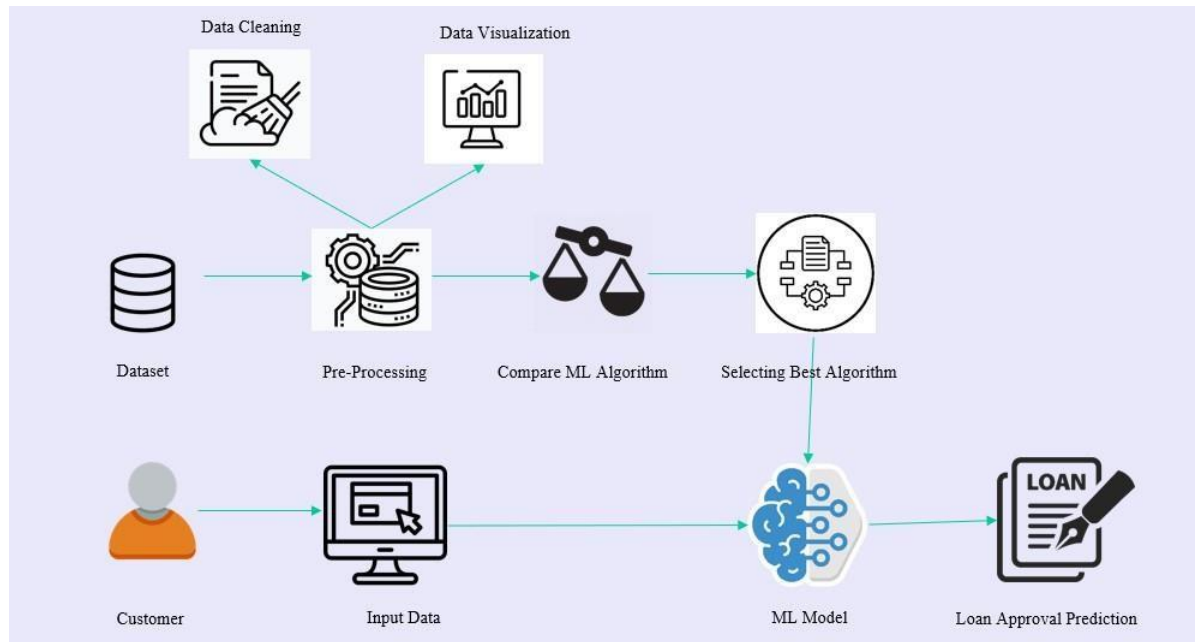 Data Cleaning
Data Visualization
Dataset
Pre-Processing
Compare ML Algorithm
Selecting Best Algorithm
LOAN
Customer
Input Data
ML Model
Loan Approval Prediction